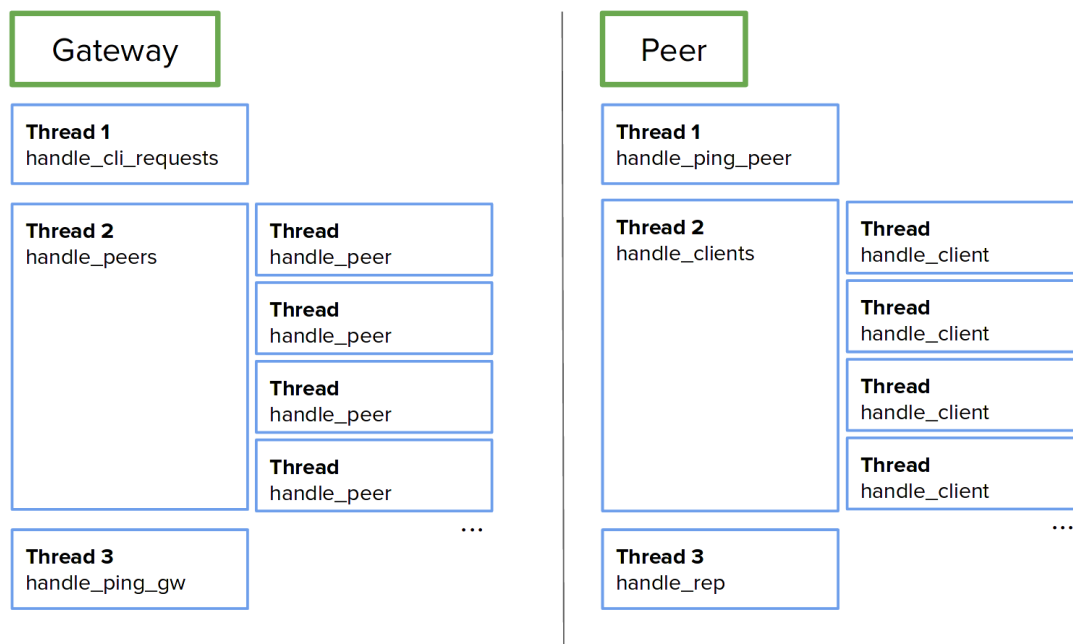 Gateway
Thread 1
handle_cli_requests
Thread 2
handle_peers
Thread
handle_peer
Thread
handle_peer
Thread
handle_peer
Thread
handle_peer
...
Thread 3
handle_ping_gw
Peer
Thread 1
handle_ping_peer
Thread 2
handle_clients
Thread
handle_client
Thread
handle_client
Thread
handle_client
Thread
handle_client
...
Thread 3
handle_rep